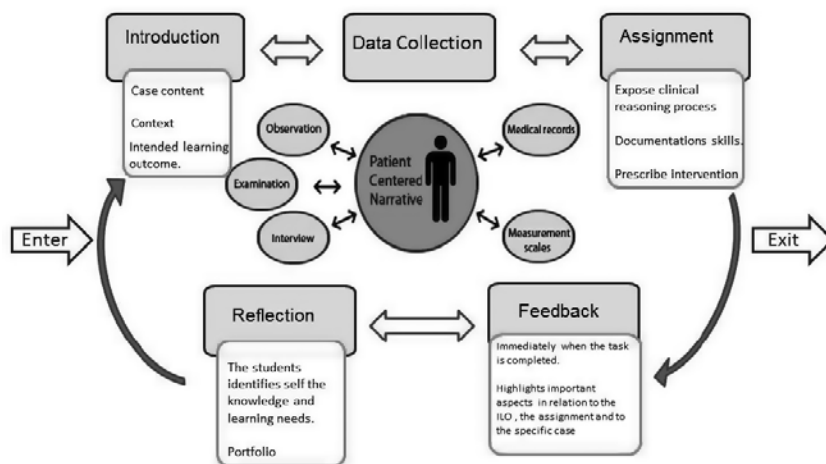 Introduction
Data Collection
Assignment
Case content
Context
Intended learning
outcome.
Expose clinical
reasoning process
Documentations skills.
Prescribe intervention
Observation
Examination
Interview
Patient
Centered
Narrative
Medical records
Measurement
scales
Enter
Exit
Reflection
The students
identifies self the
knowledge and
learning needs.
Portfolio
Feedback
Immediately when the task
is completed.
Highlights important
aspects in relation to the
ILO , the assignment and to
the specific case